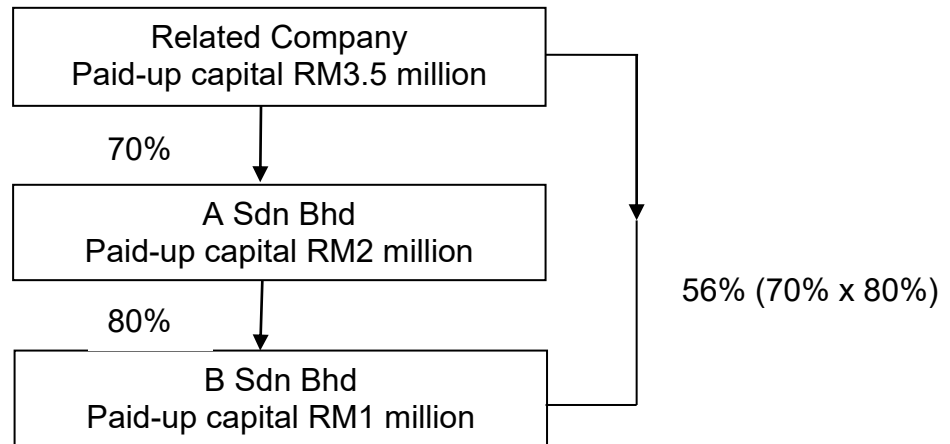 Related Company
Paid-up capital RM3.5 million
70%
A Sdn Bhd
Paid-up capital RM2 million
56% (70% x 80%)
80%
B Sdn Bhd
Paid-up capital RM1 million